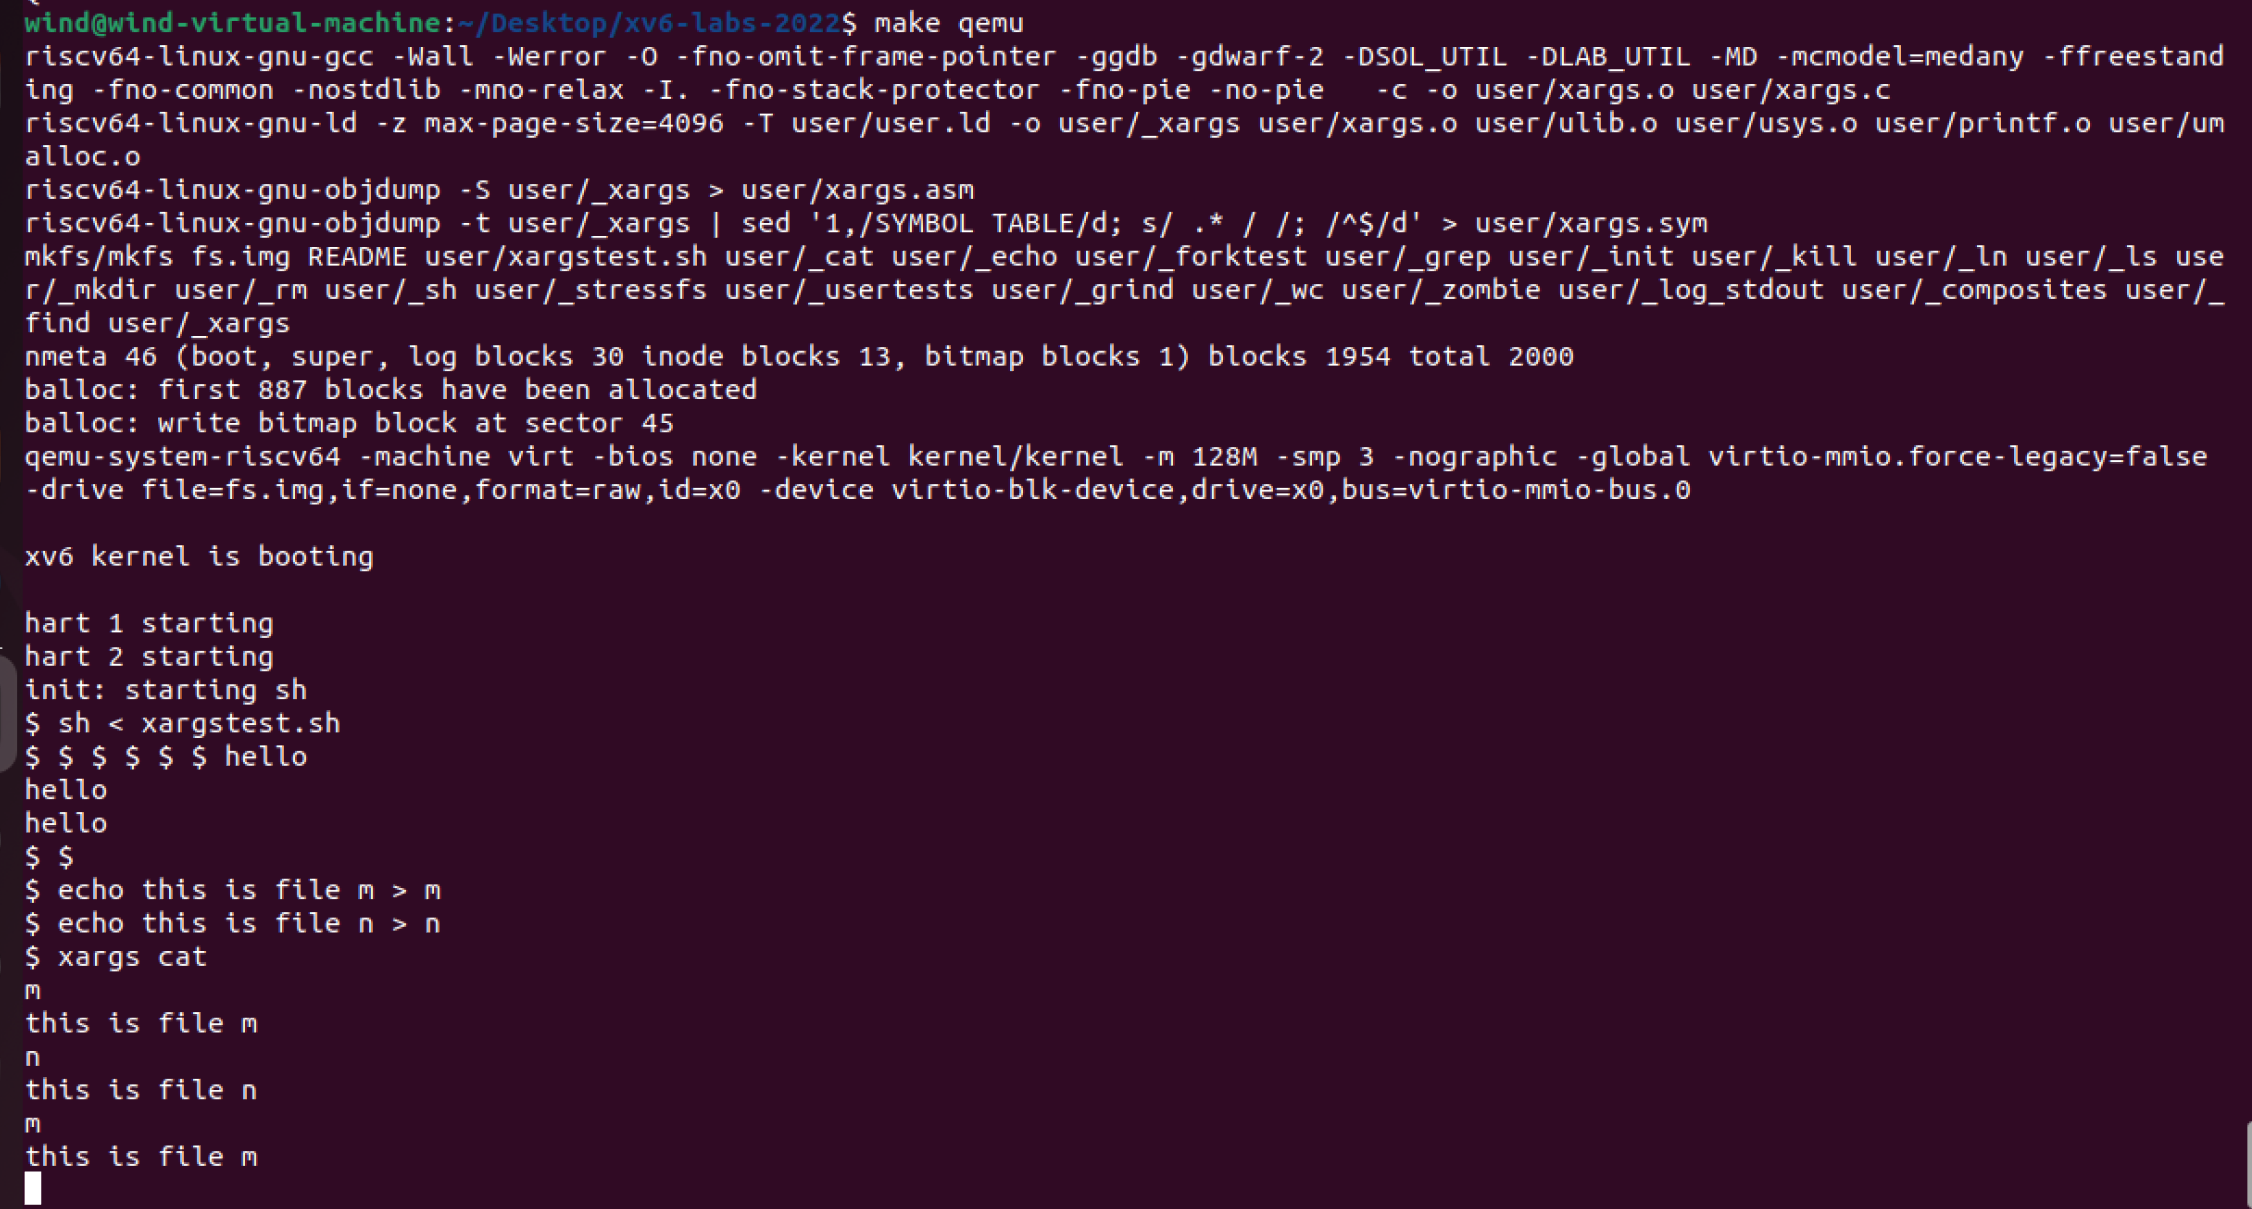 wind@wind-virtual-machine:~/Desktop/xv6-labs-2022$ make qemu
riscv64-linux-gnu-gcc -Wall -Werror -O -fno-omit-frame-pointer -ggdb -gdwarf-2 -DSOL_UTIL -DLAB_UTIL -MD -mcmodel=medany -ffreestand
ing -fno-common -nostdlib -mno-relax -I. -fno-stack-protector -fno-pie -no-pie   -c -o user/xargs.o user/xargs.c
riscv64-linux-gnu-ld -z max-page-size=4096 -T user/user.ld -o user/_xargs user/xargs.o user/ulib.o user/usys.o user/printf.o user/um
alloc.o
riscv64-linux-gnu-objdump -S user/_xargs > user/xargs.asm
riscv64-linux-gnu-objdump -t user/_xargs | sed '1,/SYMBOL TABLE/d; s/ .* / /; /^$/d' > user/xargs.sym
mkfs/mkfs fs.img README user/xargstest.sh user/_cat user/_echo user/_forktest user/_grep user/_init user/_kill user/_ln user/_ls use
r/_mkdir user/_rm user/_sh user/_stressfs user/_usertests user/_grind user/_wc user/_zombie user/_log_stdout user/_composites user/_
find user/_xargs
nmeta 46 (boot, super, log blocks 30 inode blocks 13, bitmap blocks 1) blocks 1954 total 2000
balloc: first 887 blocks have been allocated
balloc: write bitmap block at sector 45
qemu-system-riscv64 -machine virt -bios none -kernel kernel/kernel -m 128M -smp 3 -nographic -global virtio-mmio.force-legacy=false
-drive file=fs.img,if=none,format=raw,id=x0 -device virtio-blk-device,drive=x0,bus=virtio-mmio-bus.0
xv6 kernel is booting
hart 1 starting
hart 2 starting
init: starting sh
$ sh < xargstest.sh
$ $ $ $ $ $ hello
hello
hello
$ $
$ echo this is file m > m
$ echo this is file n > n
$ xargs cat
m
this is file m
n
this is file n
m
this is file m